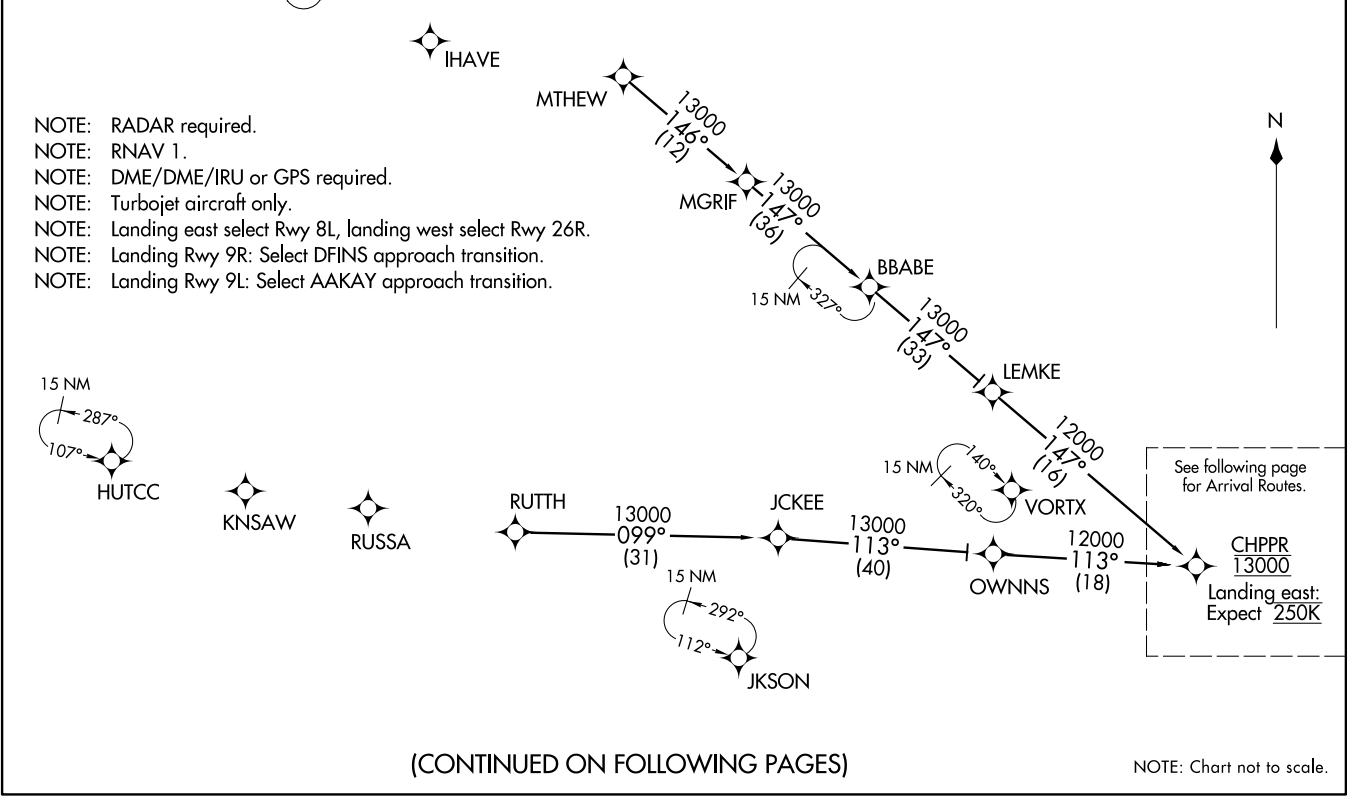 IHAVE
MTHEW
13000
146°
(12)
NOTE: RADAR required.
NOTE: RNAV 1.
NOTE: DME/DME/IRU or GPS required.
NOTE: Turbojet aircraft only.
NOTE: Landing east select Rwy 8L, landing west select Rwy 26R.
NOTE: Landing Rwy 9R: Select DFINS approach transition.
NOTE: Landing Rwy 9L: Select AAKAY approach transition.
N
MGRIF
13000
147°
(36)
BBABE
15 NM
327°
13000
147°
(33)
LEMKE
12000
147°
(16)
15 NM
287°
107°
HUTCC
KNSAW
RUSSA
RUTTH
13000
099°
(31)
JCKEE
13000
113°
(40)
15 NM
140°
320°
VORTX
OWNNS
12000
113°
(18)
See following page
for Arrival Routes.
CHPPR
13000
Landing east:
Expect 250K
15 NM
292°
112°
JKSON
(CONTINUED ON FOLLOWING PAGES)
NOTE: Chart not to scale.